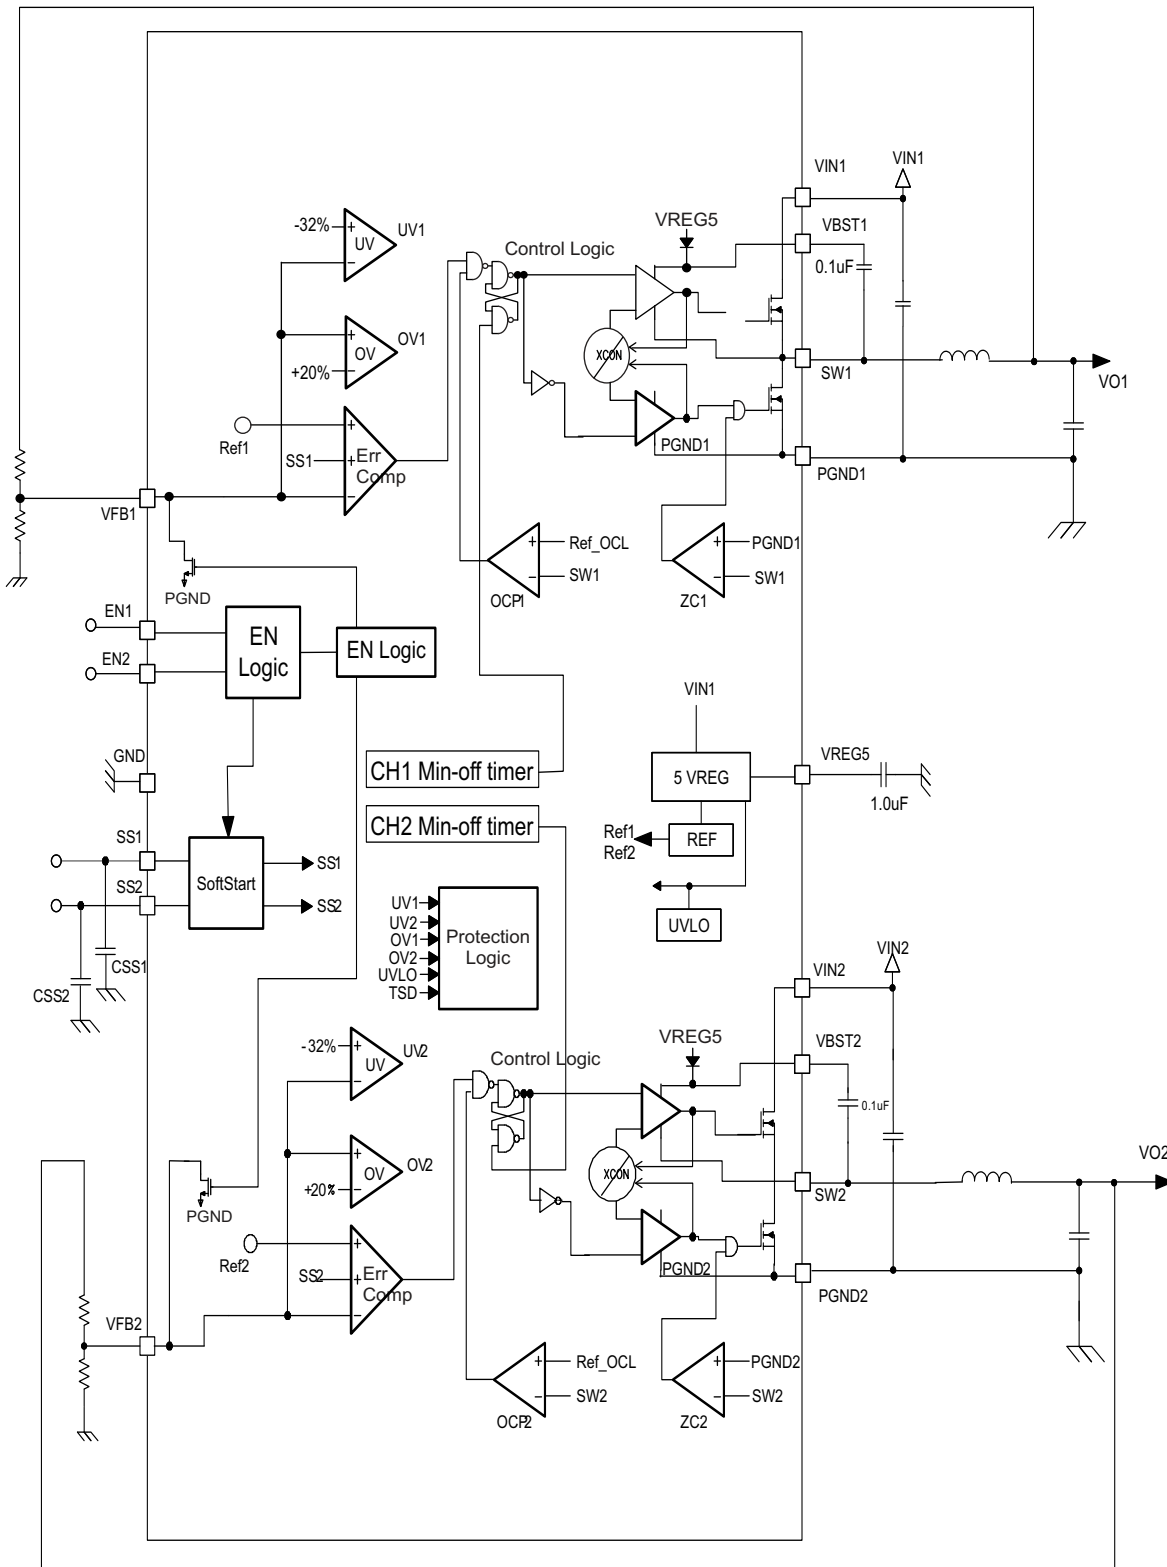 VIN1
VIN1
-32%
+
UV
−
UV1
VREG5
VBST1
Control Logic
0.1uF
+
OV
−
OV1
+20%
XCON
SW1
VO1
Ref1
+
SS1
+
Err
Comp
−
PGND1
PGND1
VFB1
+
Ref_OCL
−
SW1
OCP1
+
PGND1
−
SW1
ZC1
PGND
EN1
EN2
EN
Logic
EN Logic
VIN1
GND
CH1 Min-off timer
5 VREG
VREG5
1.0uF
CH2 Min-off timer
Ref1
Ref2
REF
SS1
SS2
SoftStart
SS1
SS2
UVLO
UV1
UV2
OV1
OV2
UVLO
TSD
Protection
Logic
CSS1
CSS2
VIN2
VIN2
-32%
+
UV
−
UV2
VREG5
VBST2
Control Logic
0.1uF
+
OV
−
OV2
+20%
XCON
SW2
VO2
PGND
Ref2
+
SS2
+
Err
Comp
−
PGND2
PGND2
VFB2
+
Ref_OCL
−
SW2
OCP2
+
PGND2
−
SW2
ZC2